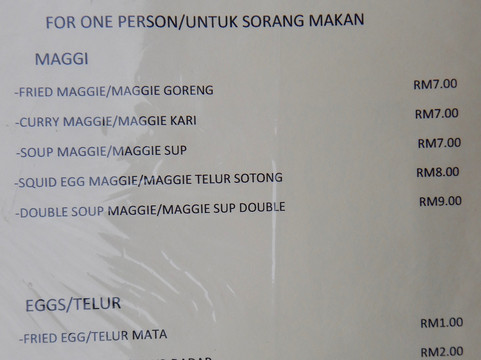 FOR ONE PERSON/UNTUK SORANG MAKAN
MAGGI
-FRIED MAGGIE/MAGGIE GORENG RM7.00
-CURRY MAGGIE/MAGGIE KARI RM7.00
-SOUP MAGGIE/MAGGIE SUP RM7.00
-SQUID EGG MAGGIE/MAGGIE TELUR SOTONG RM8.00
-DOUBLE SOUP MAGGIE/MAGGIE SUP DOUBLE RM9.00
EGGS/TELUR
-FRIED EGG/TELUR MATA RM1.00
RM2.00